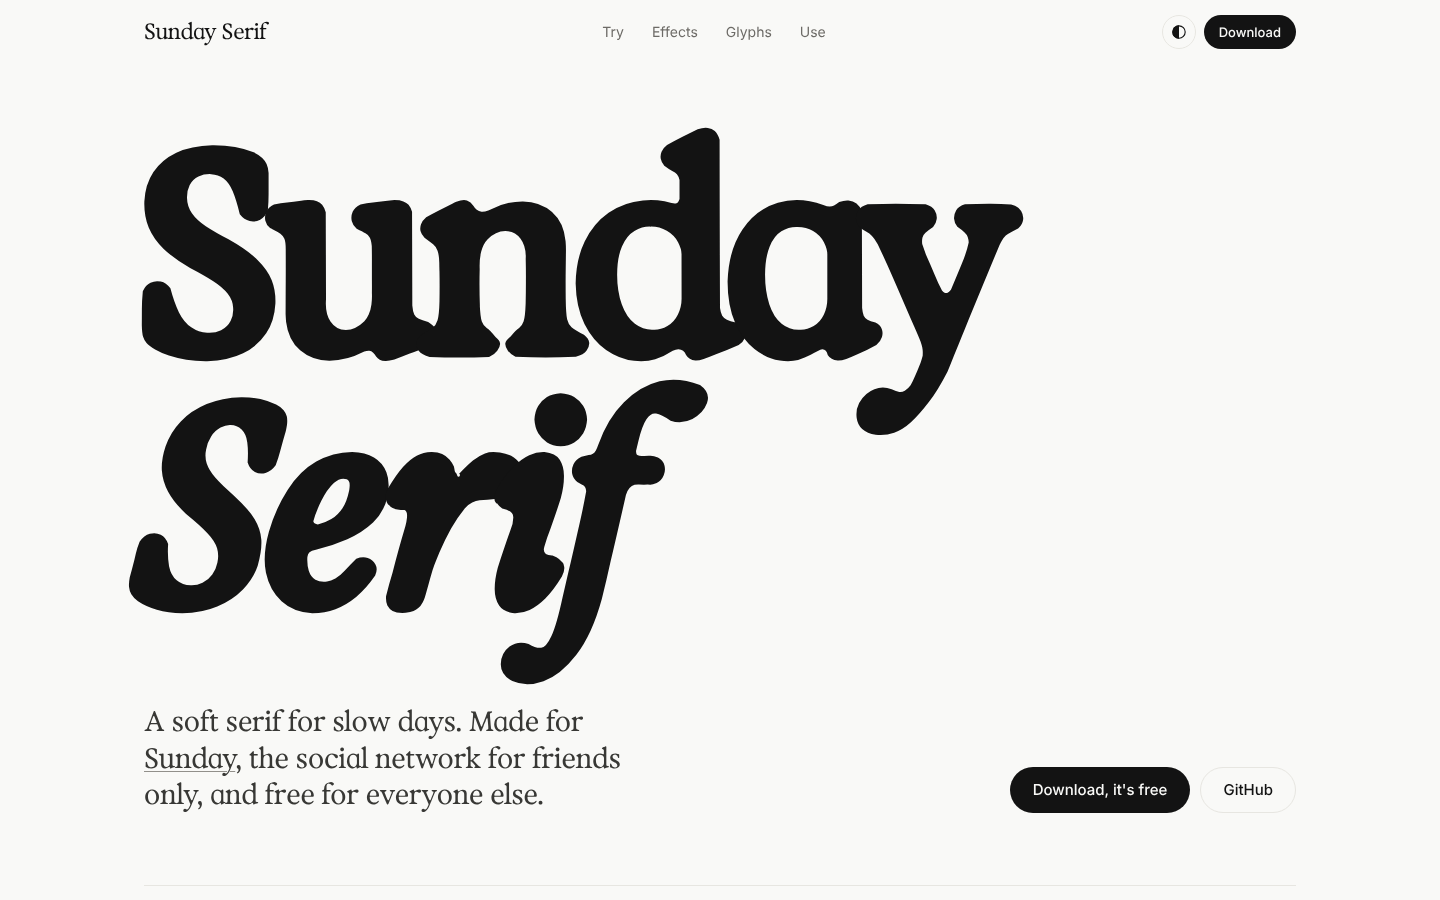 Sunday Serif
Try Effects Glyphs Use
Download
Sunday
Serif
A soft serif for slow days. Made for
Sunday, the social network for friends
only, and free for everyone else.
Download, it's free
GitHub